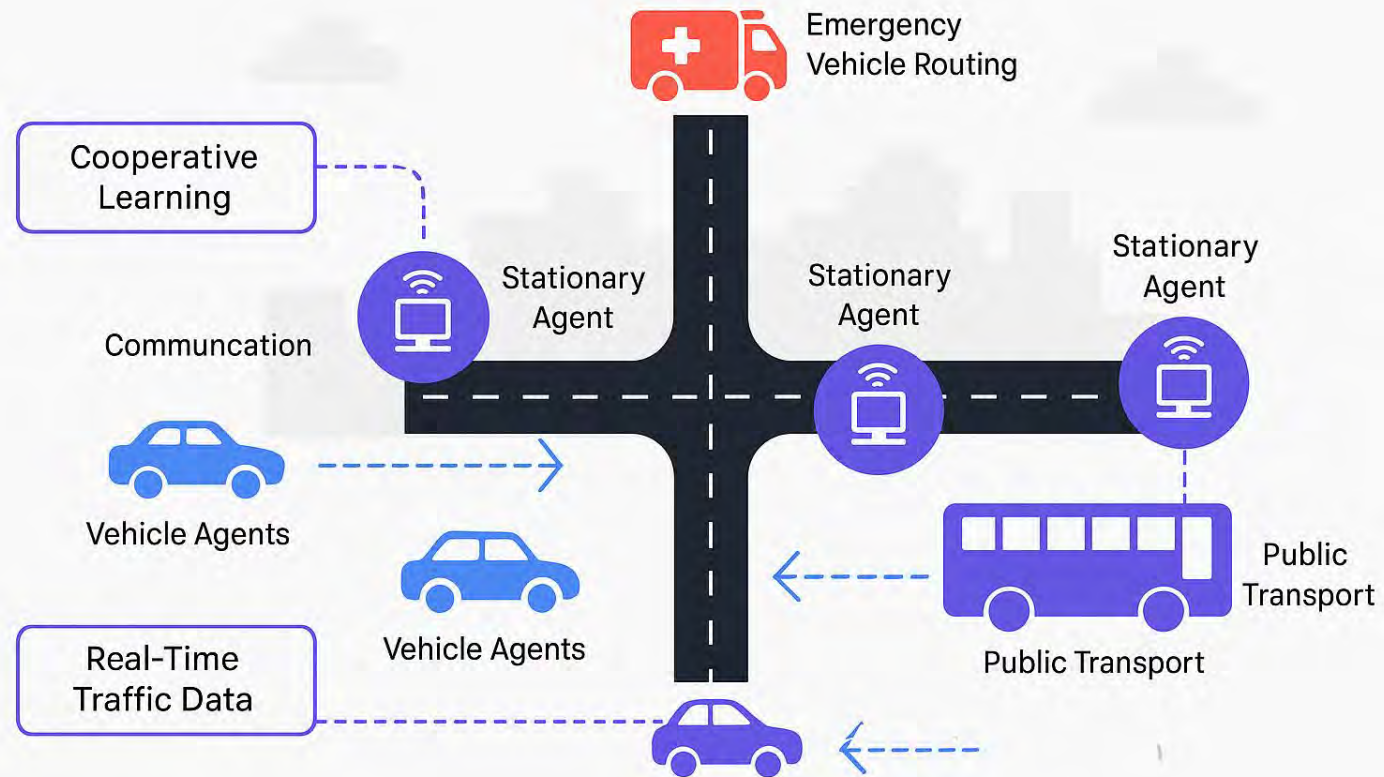 Emergency
Vehicle Routing
Cooperative
Learning
Stationary
Agent
Stationary
Agent
Stationary
Agent
Communcation
Vehicle Agents
Vehicle Agents
Public
Transport
Public Transport
Real-Time
Traffic Data